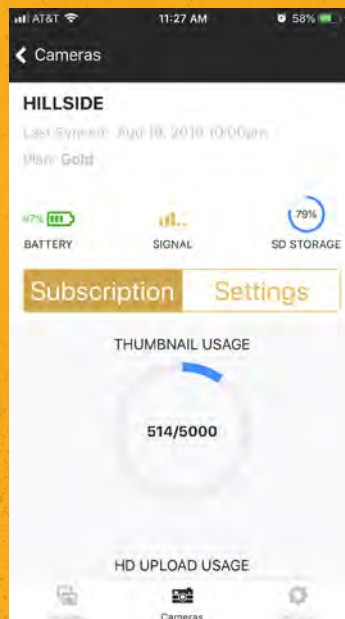 AT&T 11:27 AM 58%
Cameras
HILLSIDE
Last Synced: Aug 19, 2019 10:00pm
Plan: Gold
97% 79%
BATTERY SIGNAL SD STORAGE
Subscription Settings
THUMBNAIL USAGE
514/5000
HD UPLOAD USAGE
Cameras